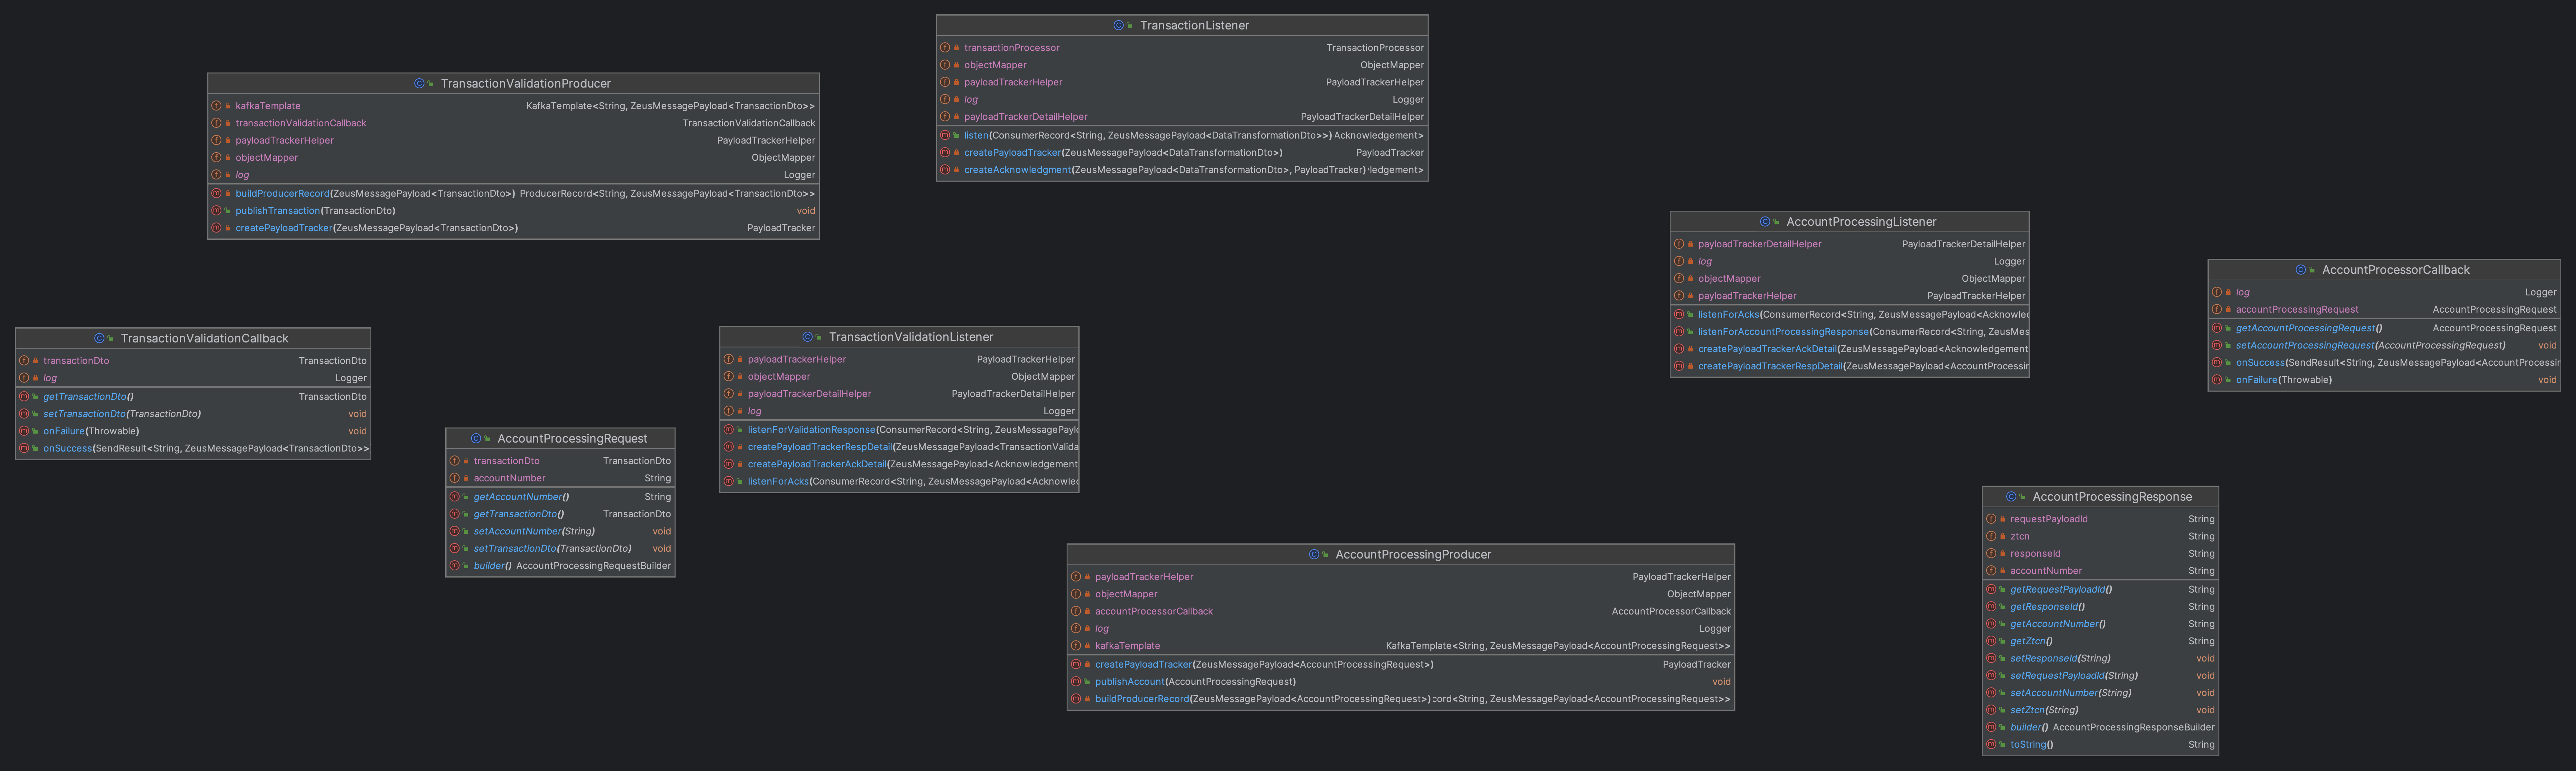 TransactionListener
transactionProcessor TransactionProcessor
objectMapper ObjectMapper
payloadTrackerHelper PayloadTrackerHelper
log Logger
payloadTrackerDetailHelper PayloadTrackerDetailHelper
listen(ConsumerRecord<String, ZeusMessagePayload<DataTransformationDto>>) Acknowledgement>
createPayloadTracker(ZeusMessagePayload<DataTransformationDto>) PayloadTracker
createAcknowledgment(ZeusMessagePayload<DataTransformationDto>, PayloadTracker) ledgement>
TransactionValidationProducer
kafkaTemplate KafkaTemplate<String, ZeusMessagePayload<TransactionDto>>
transactionValidationCallback TransactionValidationCallback
payloadTrackerHelper PayloadTrackerHelper
objectMapper ObjectMapper
log Logger
buildProducerRecord(ZeusMessagePayload<TransactionDto>) ProducerRecord<String, ZeusMessagePayload<TransactionDto>>
publishTransaction(TransactionDto) void
createPayloadTracker(ZeusMessagePayload<TransactionDto>) PayloadTracker
AccountProcessingListener
payloadTrackerDetailHelper PayloadTrackerDetailHelper
log Logger
objectMapper ObjectMapper
payloadTrackerHelper PayloadTrackerHelper
listenForAcks(ConsumerRecord<String, ZeusMessagePayload<Acknowled
listenForAccountProcessingResponse(ConsumerRecord<String, ZeusMes
createPayloadTrackerAckDetail(ZeusMessagePayload<Acknowledgement
createPayloadTrackerRespDetail(ZeusMessagePayload<AccountProcessin
AccountProcessorCallback
log Logger
accountProcessingRequest AccountProcessingRequest
getAccountProcessingRequest() AccountProcessingRequest
setAccountProcessingRequest(AccountProcessingRequest) void
onSuccess(SendResult<String, ZeusMessagePayload<AccountProcessin
onFailure(Throwable) void
TransactionValidationCallback
transactionDto TransactionDto
log Logger
getTransactionDto() TransactionDto
setTransactionDto(TransactionDto) void
onFailure(Throwable) void
onSuccess(SendResult<String, ZeusMessagePayload<TransactionDto>>
TransactionValidationListener
payloadTrackerHelper PayloadTrackerHelper
objectMapper ObjectMapper
payloadTrackerDetailHelper PayloadTrackerDetailHelper
log Logger
listenForValidationResponse(ConsumerRecord<String, ZeusMessagePaylo
createPayloadTrackerRespDetail(ZeusMessagePayload<TransactionValida
createPayloadTrackerAckDetail(ZeusMessagePayload<Acknowledgement
listenForAcks(ConsumerRecord<String, ZeusMessagePayload<Acknowled
AccountProcessingRequest
transactionDto TransactionDto
accountNumber String
getAccountNumber() String
getTransactionDto() TransactionDto
setAccountNumber(String) void
setTransactionDto(TransactionDto) void
builder() AccountProcessingRequestBuilder
AccountProcessingResponse
requestPayloadId String
ztcn String
responseId String
accountNumber String
getRequestPayloadId() String
getResponseId() String
getAccountNumber() String
getZtcn() String
setResponseId(String) void
setRequestPayloadId(String) void
setAccountNumber(String) void
setZtcn(String) void
builder() AccountProcessingResponseBuilder
toString() String
AccountProcessingProducer
payloadTrackerHelper PayloadTrackerHelper
objectMapper ObjectMapper
accountProcessorCallback AccountProcessorCallback
log Logger
kafkaTemplate KafkaTemplate<String, ZeusMessagePayload<AccountProcessingRequest>>
createPayloadTracker(ZeusMessagePayload<AccountProcessingRequest>) PayloadTracker
publishAccount(AccountProcessingRequest) void
buildProducerRecord(ZeusMessagePayload<AccountProcessingRequest>) cord<String, ZeusMessagePayload<AccountProcessingRequest>>